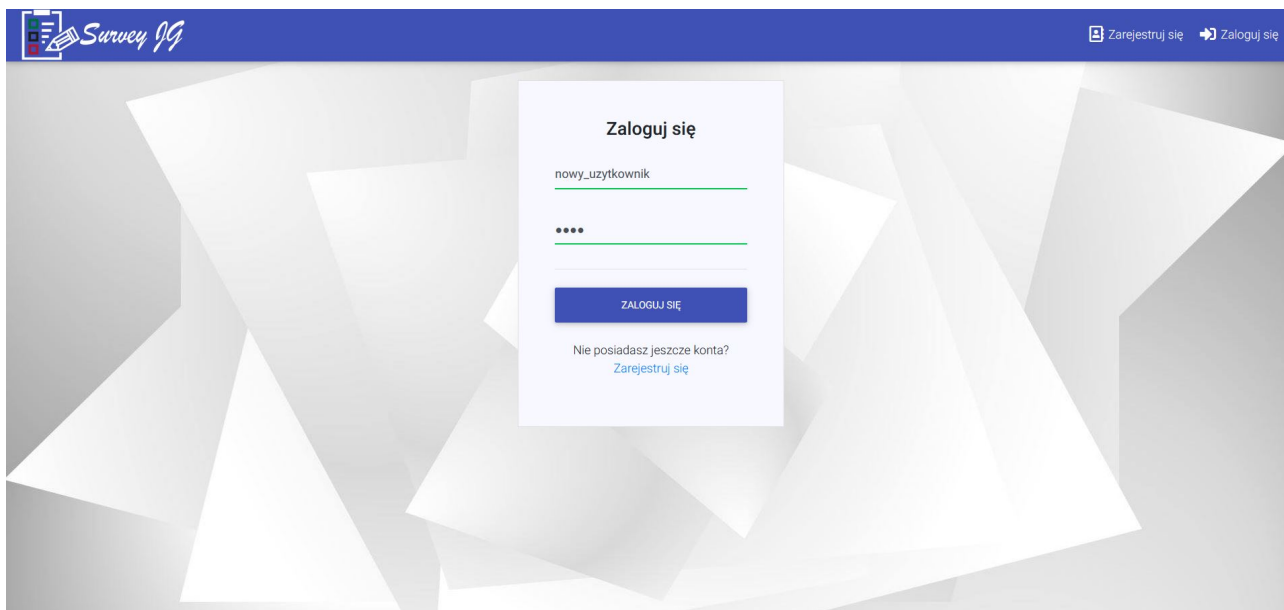 Survey JG
Zarejestruj się
Zaloguj się
Zaloguj się
nowy_uzytkownik
••••
ZALOGUJ SIĘ
Nie posiadasz jeszcze konta?
Zarejestruj się